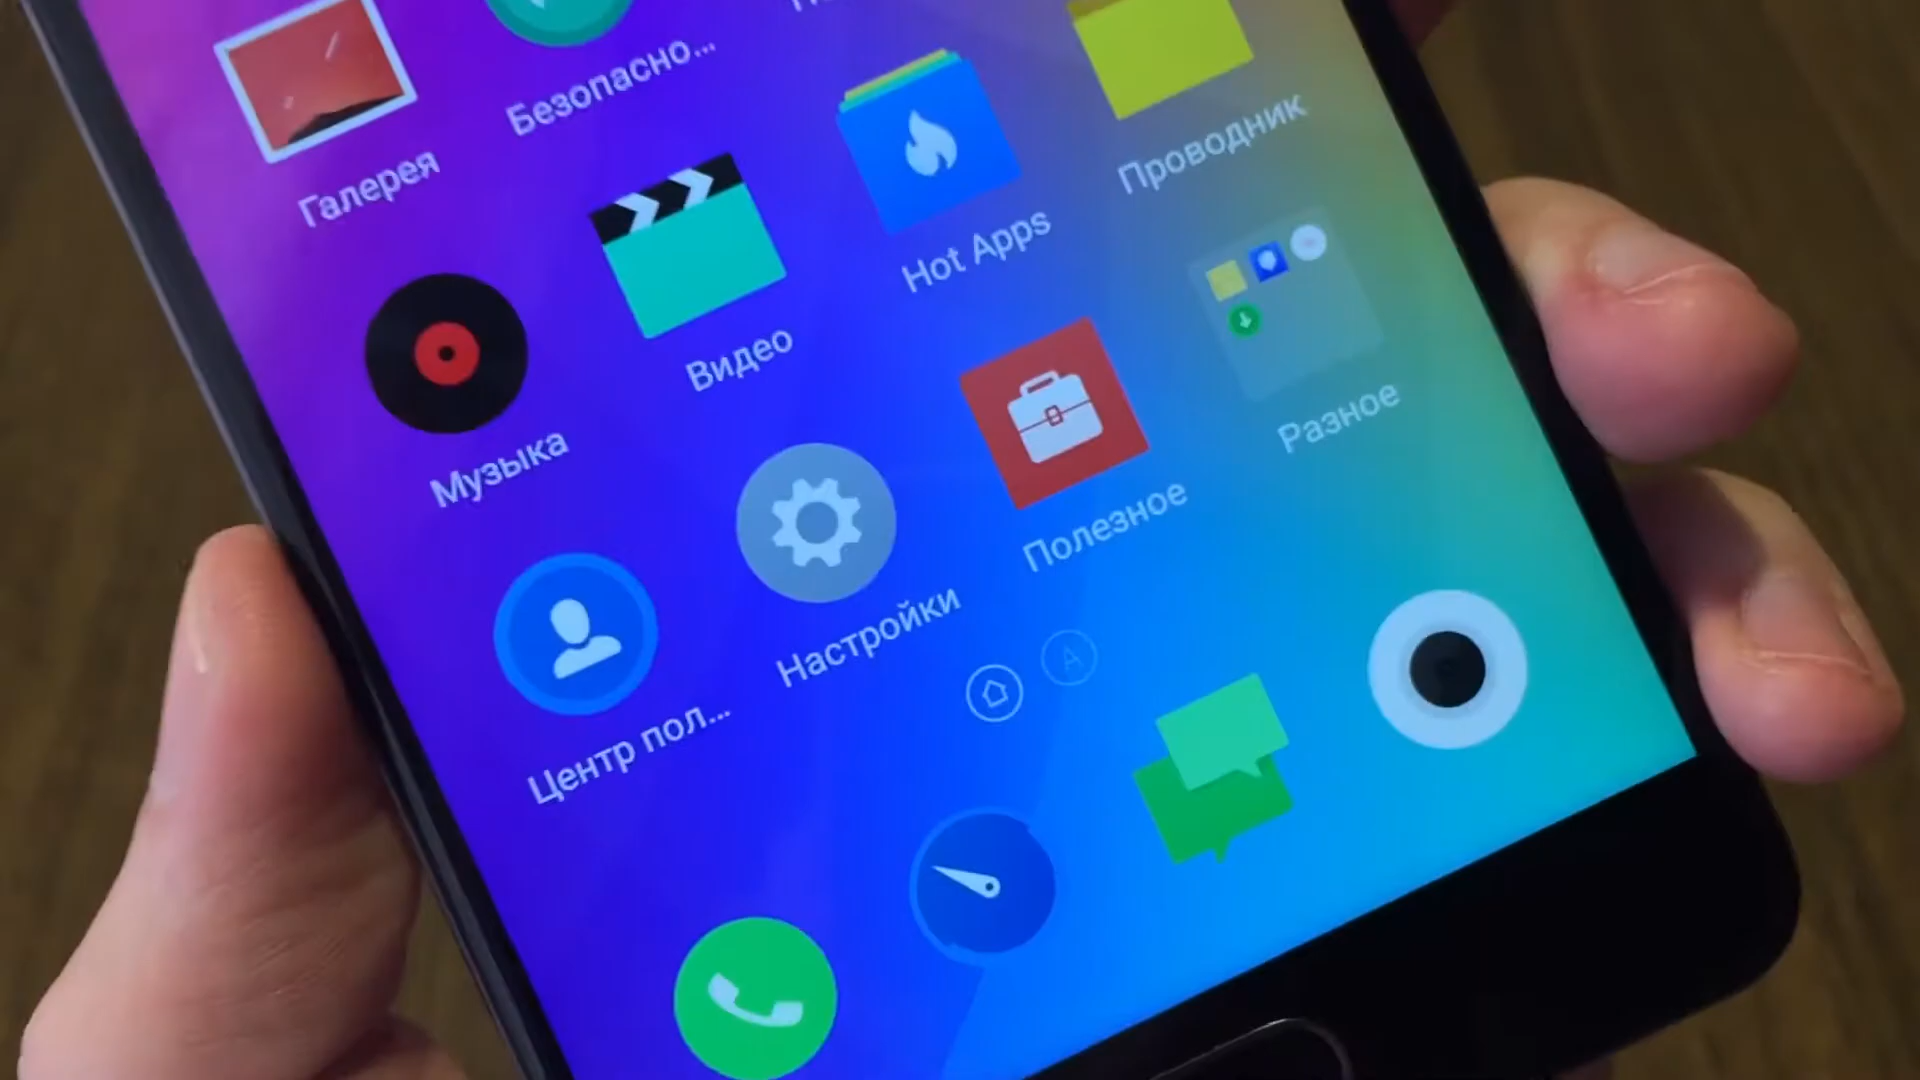 Галерея
Безопасно...
Hot Apps
Проводник
Музыка
Видео
Полезное
Разное
Центр пол...
Настройки
A